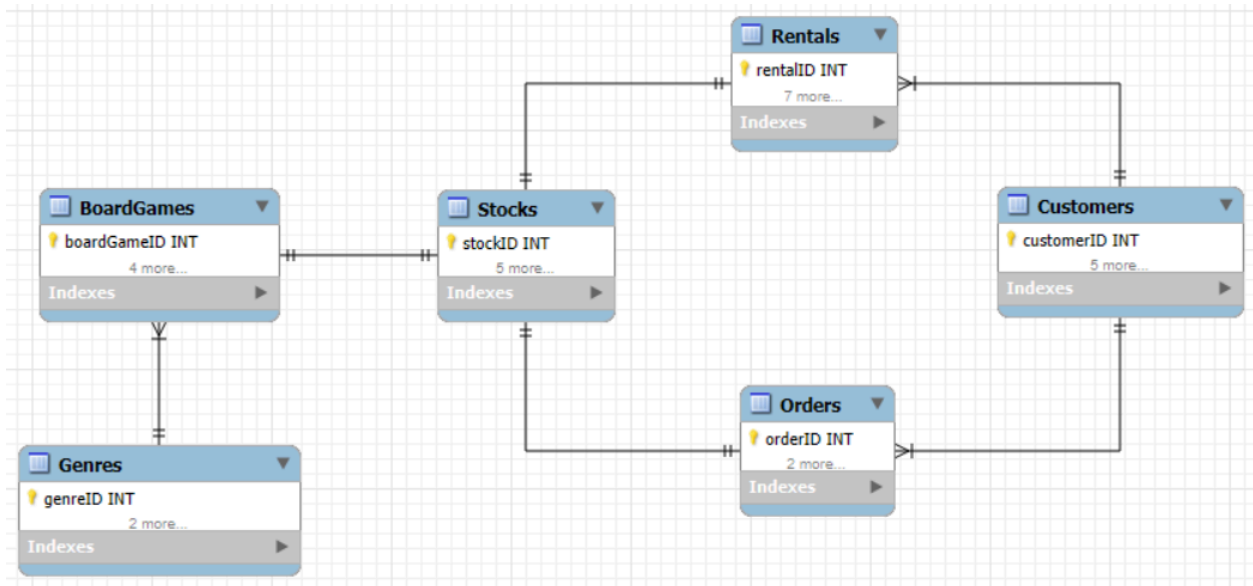 Rentals
rentalID INT
7 more...
Indexes
BoardGames
boardGameID INT
4 more...
Indexes
Stocks
stockID INT
5 more...
Indexes
Customers
customerID INT
5 more...
Indexes
Orders
orderID INT
2 more...
Indexes
Genres
genreID INT
2 more...
Indexes